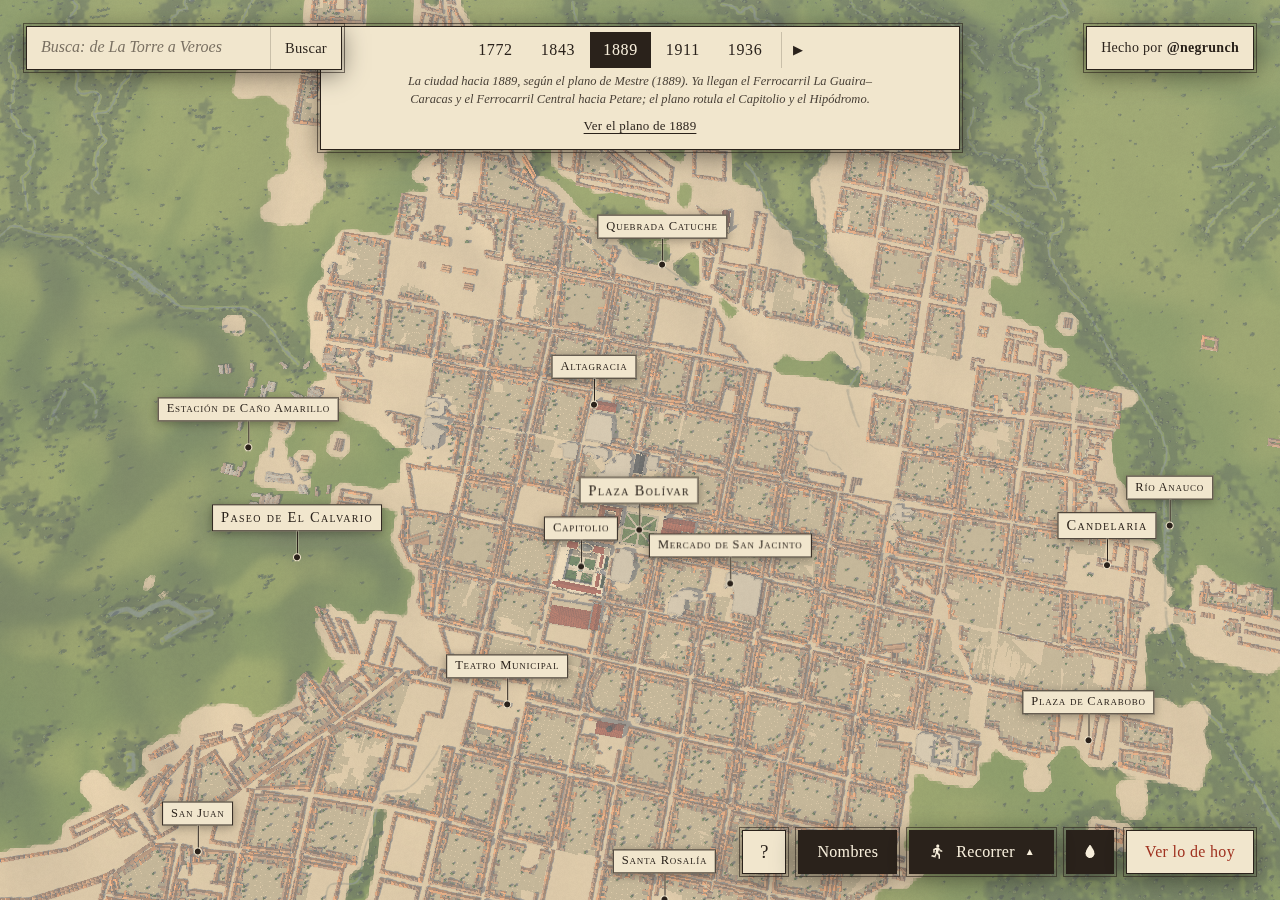 Busca: de La Torre a Veroes
Buscar
1772 1843 1889 1911 1936 ▶
La ciudad hacia 1889, según el plano de Mestre (1889). Ya llegan el Ferrocarril La Guaira–
Caracas y el Ferrocarril Central hacia Petare; el plano rotula el Capitolio y el Hipódromo.
Ver el plano de 1889
Hecho por @negrunch
Quebrada Catuche
Altagracia
Estación de Caño Amarillo
Plaza Bolívar
Río Anauco
Paseo de El Calvario
Capitolio
Candelaria
Mercado de San Jacinto
Teatro Municipal
Plaza de Carabobo
San Juan
Santa Rosalía
?
Nombres
Recorrer ▲
Ver lo de hoy